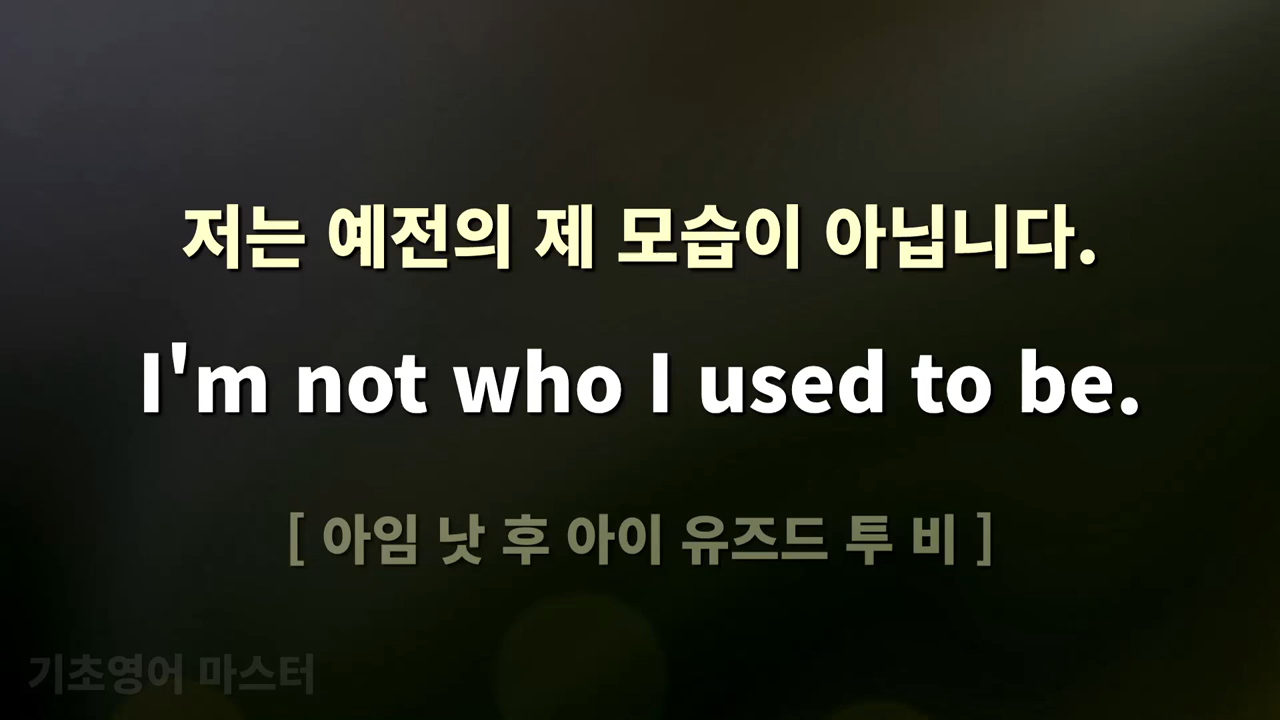 저는 예전의 제 모습이 아닙니다.
I'm not who I used to be.
[ 아임 낫 후 아이 유즈드 투 비 ]
기초영어 마스터